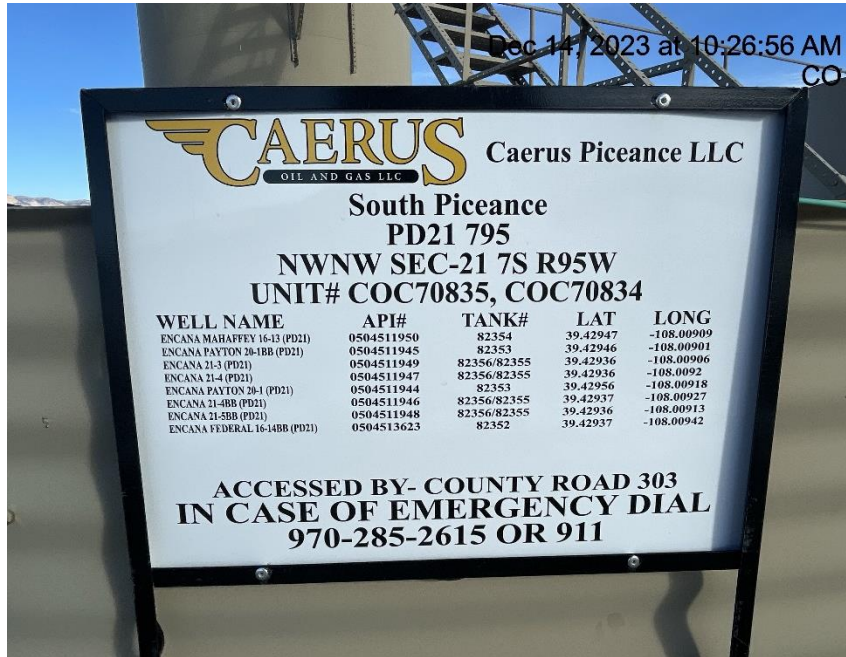 Dec 14, 2023 at 10:26:56 AM
CO
CAERUS
OIL AND GAS LLC
Caerus Piceance LLC
South Piceance
PD21 795
NWNW SEC-21 7S R95W
UNIT# COC70835, COC70834
WELL NAME API# TANK# LAT LONG
ENCANA MAHAFFEY 16-13 (PD21) 0504511950 82354 39.42947 -108.00909
ENCANA PAYTON 20-1BB (PD21) 0504511945 82353 39.42946 -108.00901
ENCANA 21-3 (PD21) 0504511949 82356/82355 39.42936 -108.00906
ENCANA 21-4 (PD21) 0504511947 82356/82355 39.42936 -108.0092
ENCANA PAYTON 20-1 (PD21) 0504511944 82353 39.42956 -108.00918
ENCANA 21-4BB (PD21) 0504511946 82356/82355 39.42937 -108.00927
ENCANA 21-5BB (PD21) 0504511948 82356/82355 39.42936 -108.00913
ENCANA FEDERAL 16-14BB (PD21) 0504513623 82352 39.42937 -108.00942
ACCESSED BY- COUNTY ROAD 303
IN CASE OF EMERGENCY DIAL
970-285-2615 OR 911